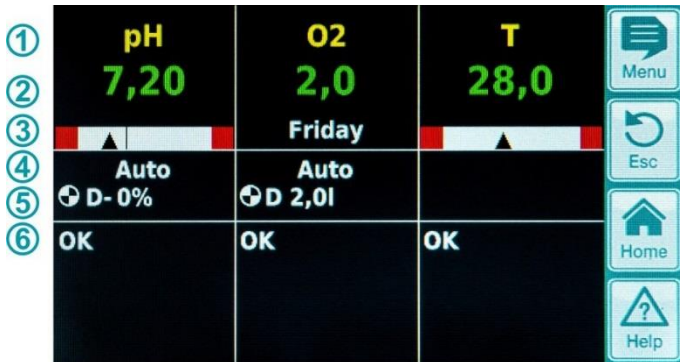 ① pH O2 T
② 7,20 2,0 28,0
③ Friday
④ Auto Auto
⑤ D- 0% D 2,0l
⑥ OK OK OK
Menu
Esc
Home
? Help